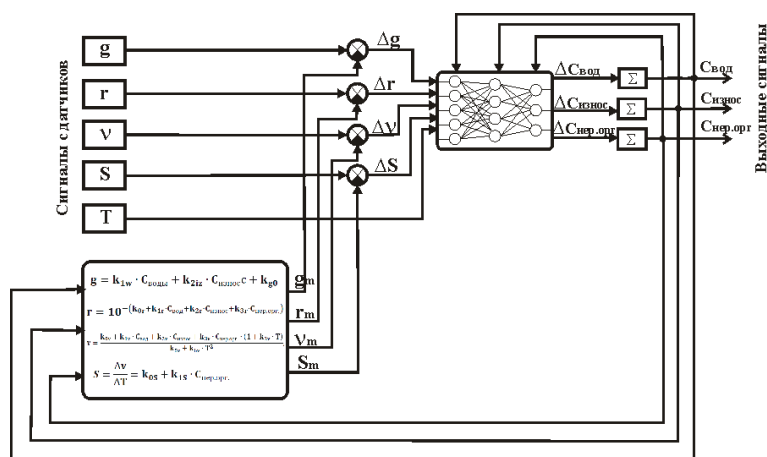 Сигналы с датчиков
g
r
ν
S
T
Δg
Δr
Δν
ΔS
ΔCвод
ΔCизнос
ΔCнер.орг
Σ
Σ
Σ
Cвод
Cизнос
Cнер.орг
Выходные сигналы
g = k1w · Cводы + k2iz · Cизносc + kg0
r = 10^−(k0r+k1r·Cвод+k2r·Cизнос+k3r·Cнер.орг.)
S = Δν/ΔT = k0S + k1S · Cнер.орг.
gm
rm
νm
Sm